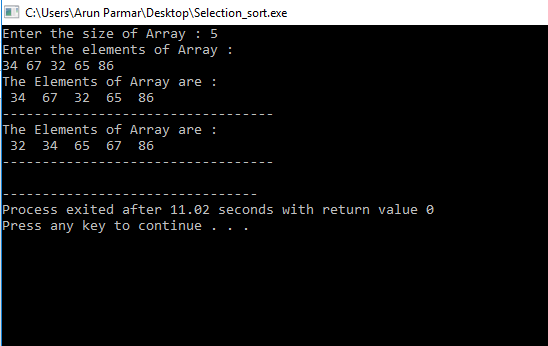 C:\Users\Arun Parmar\Desktop\Selection_sort.exe
Enter the size of Array : 5
Enter the elements of Array :
34 67 32 65 86
The Elements of Array are :
 34  67  32  65  86
----------------------------------
The Elements of Array are :
 32  34  65  67  86
----------------------------------

--------------------------------
Process exited after 11.02 seconds with return value 0
Press any key to continue . . .